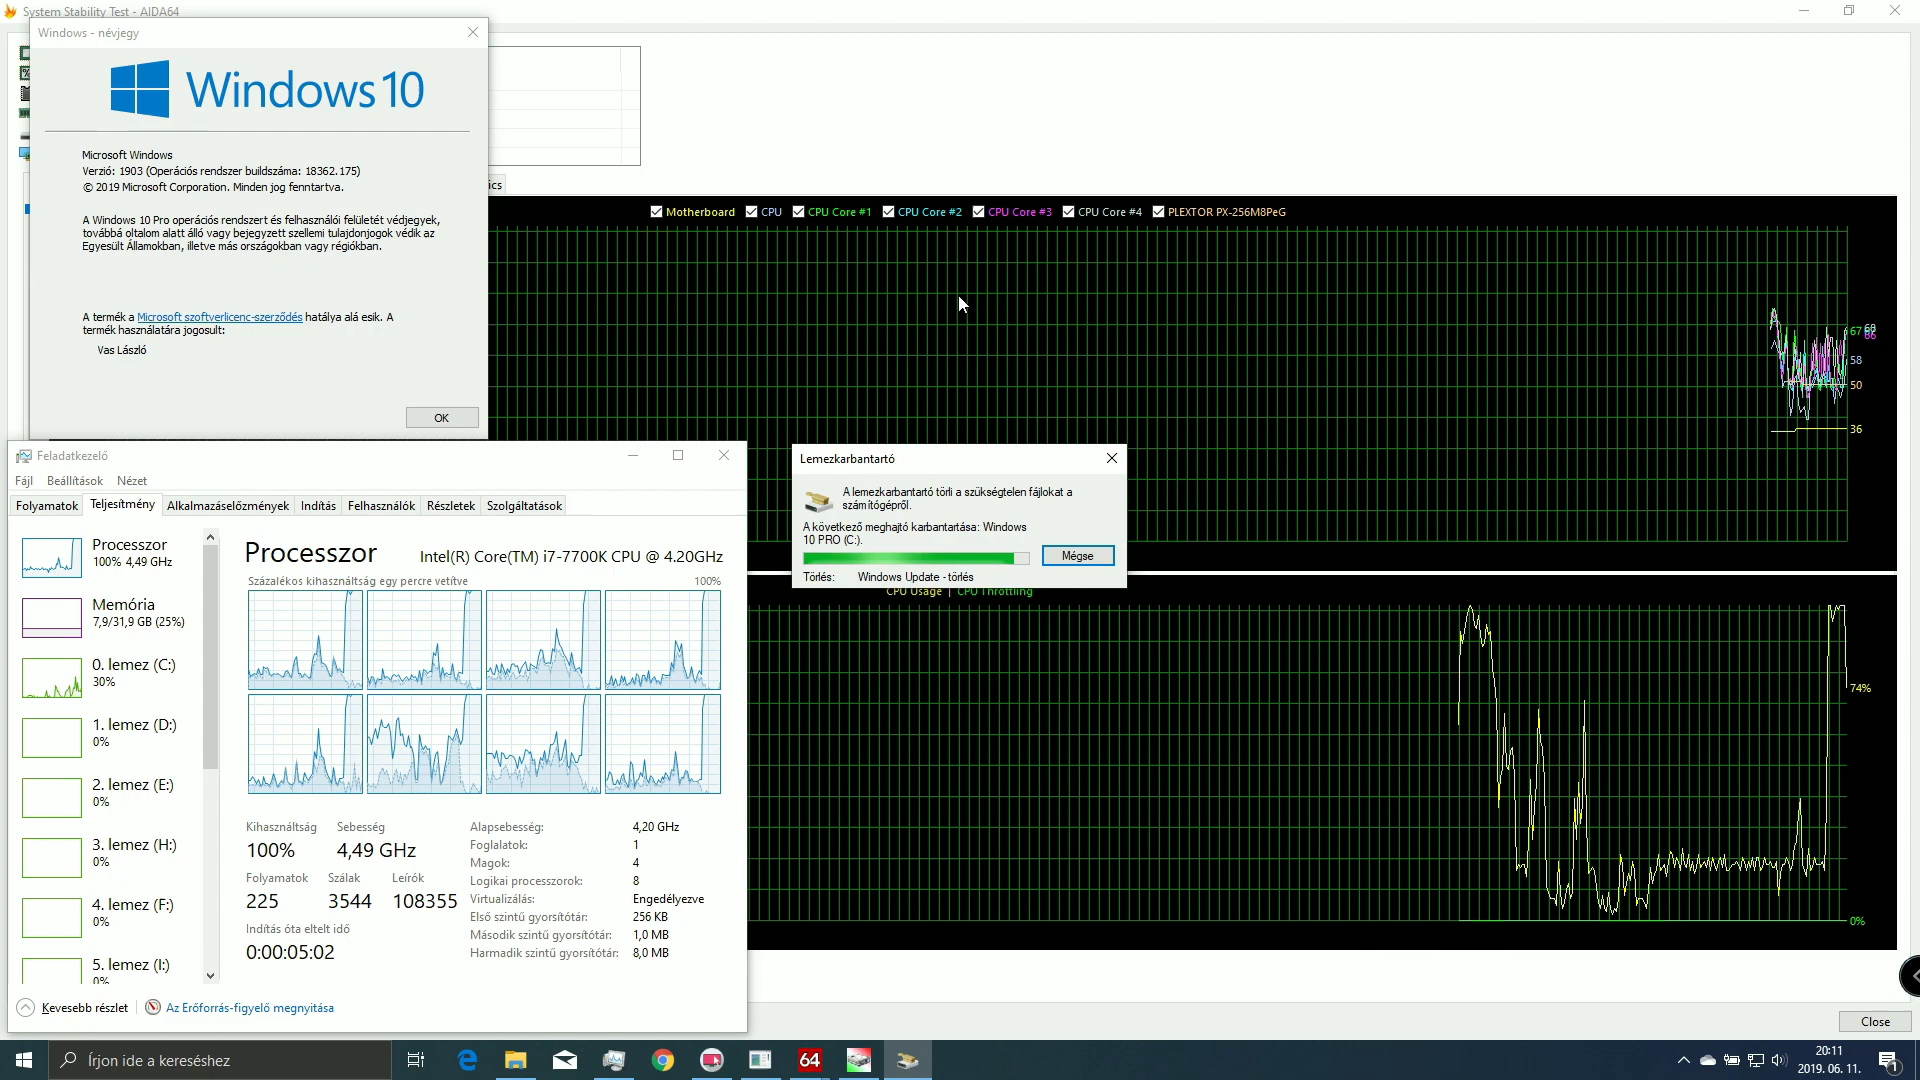 System Stability Test - AIDA64
Windows - névjegy
Windows 10
Microsoft Windows
Verzió: 1903 (Operációs rendszer buildszáma: 18362.175)
© 2019 Microsoft Corporation. Minden jog fenntartva.
A Windows 10 Pro operációs rendszert és felhasználói felületét védjegyek,
továbbá oltalom alatt álló vagy bejegyzett szellemi tulajdonjogok védik az
Egyesült Államokban, illetve más országokban vagy régiókban.
A termék a Microsoft szoftverlicenc-szerződés hatálya alá esik. A
termék használatára jogosult:
Vas László
OK
ics
Motherboard CPU CPU Core #1 CPU Core #2 CPU Core #3 CPU Core #4 PLEXTOR PX-256M8PeG
67
66
58
50
36
Feladatkezelő
Fájl Beállítások Nézet
Folyamatok Teljesítmény Alkalmazáselőzmények Indítás Felhasználók Részletek Szolgáltatások
Processzor
100% 4,49 GHz
Memória
7,9/31,9 GB (25%)
0. lemez (C:)
30%
1. lemez (D:)
0%
2. lemez (E:)
0%
3. lemez (H:)
0%
4. lemez (F:)
0%
5. lemez (I:)
0%
Processzor Intel(R) Core(TM) i7-7700K CPU @ 4.20GHz
Százalékos kihasználtság egy percre vetítve 100%
Kihasználtság Sebesség
100% 4,49 GHz
Folyamatok Szálak Leírók
225 3544 108355
Indítás óta eltelt idő
0:00:05:02
Alapsebesség: 4,20 GHz
Foglalatok: 1
Magok: 4
Logikai processzorok: 8
Virtualizálás: Engedélyezve
Első szintű gyorsítótár: 256 KB
Második szintű gyorsítótár: 1,0 MB
Harmadik szintű gyorsítótár: 8,0 MB
Kevesebb részlet Az Erőforrás-figyelő megnyitása
Lemezkarbantartó
A lemezkarbantartó törli a szükségtelen fájlokat a
számítógépről.
A következő meghajtó karbantartása: Windows
10 PRO (C:).
Mégse
Törlés: Windows Update - törlés
CPU Usage | CPU Throttling
74%
0%
Close
Írjon ide a kereséshez
64
20:11
2019. 06. 11.
1